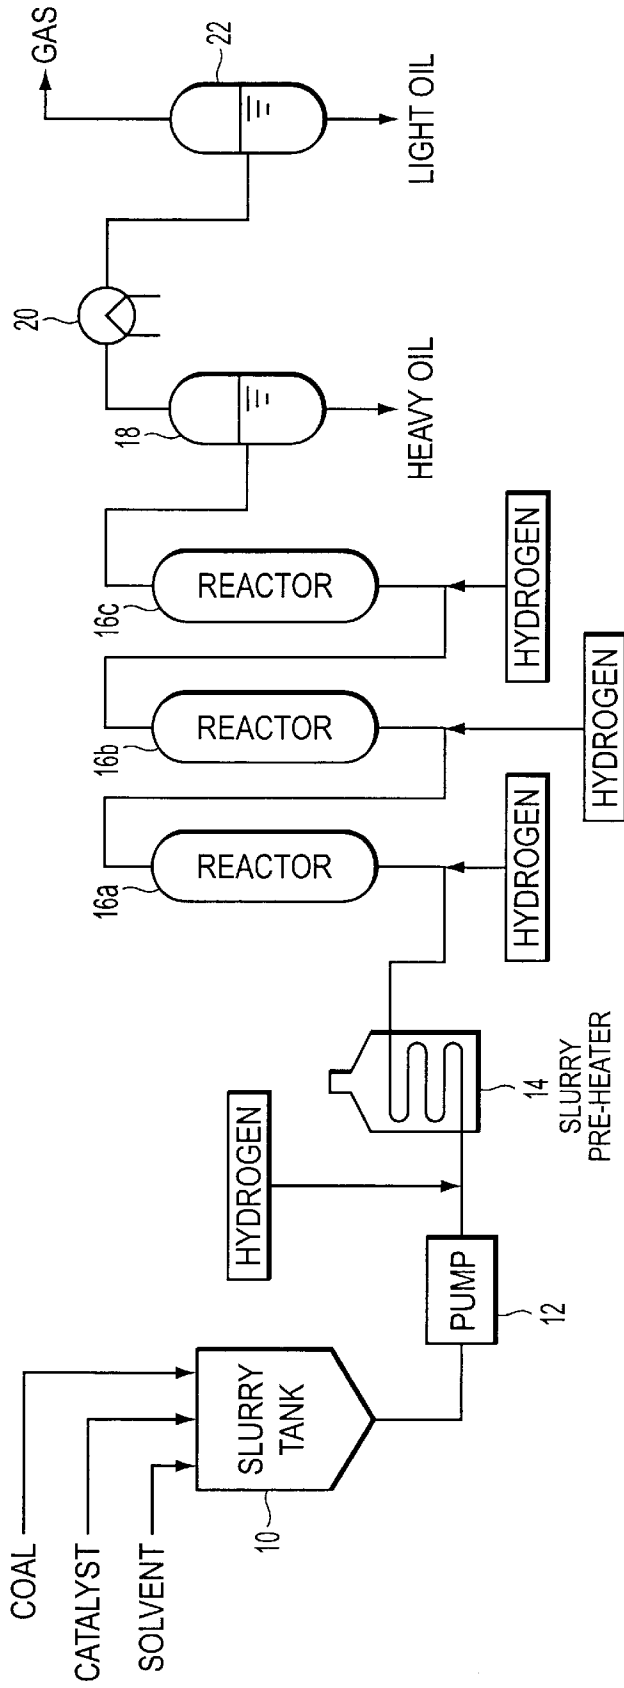 COAL
CATALYST
SOLVENT
SLURRY
TANK
10
PUMP
12
HYDROGEN
14
SLURRY
PRE-HEATER
HYDROGEN
16a
REACTOR
HYDROGEN
16b
REACTOR
HYDROGEN
16c
REACTOR
18
HEAVY OIL
20
22
GAS
LIGHT OIL